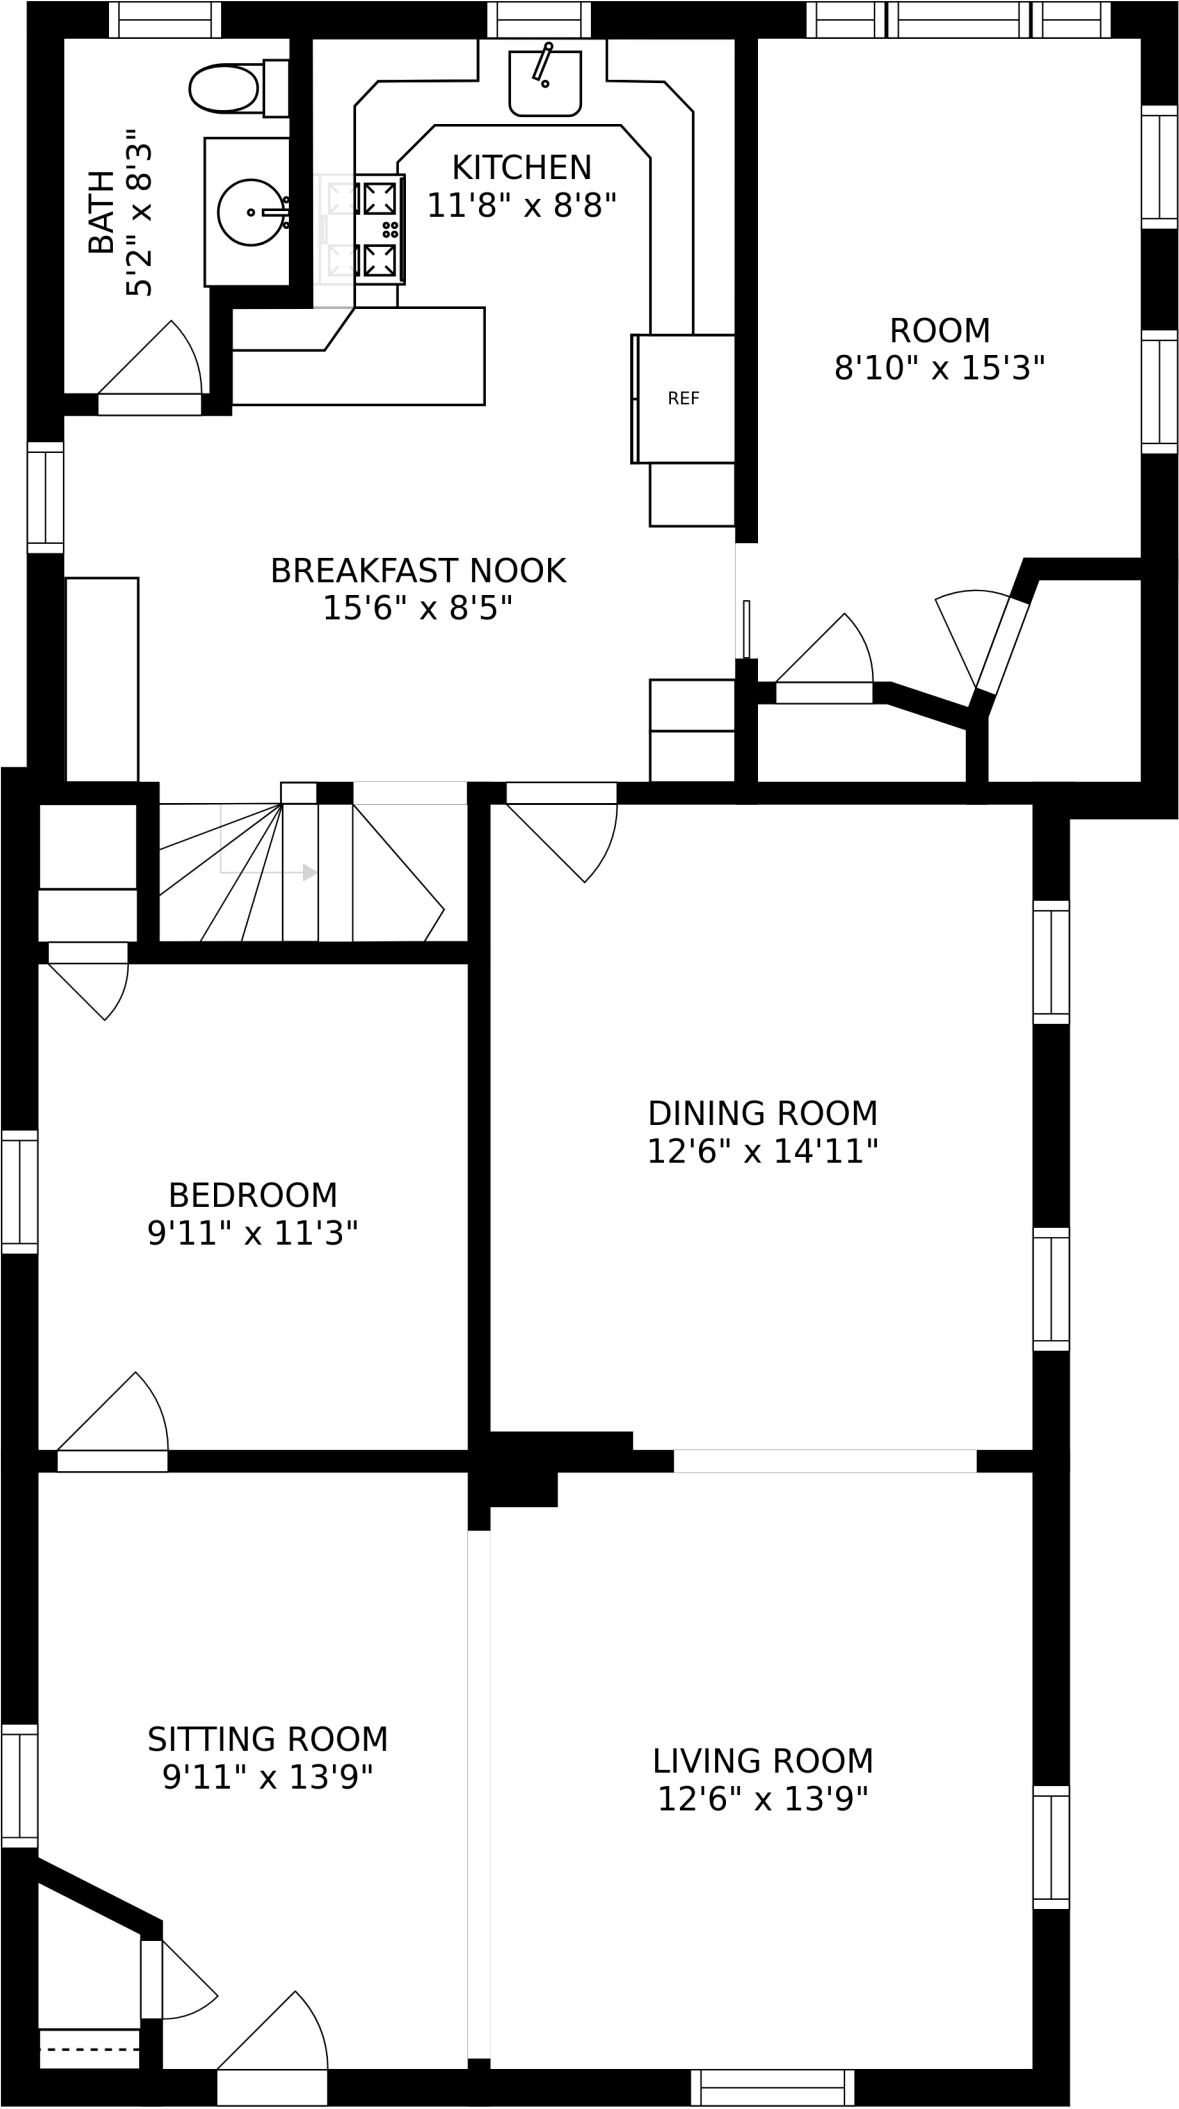 BATH
5'2" x 8'3"
KITCHEN
11'8" x 8'8"
ROOM
8'10" x 15'3"
REF
BREAKFAST NOOK
15'6" x 8'5"
DINING ROOM
12'6" x 14'11"
BEDROOM
9'11" x 11'3"
SITTING ROOM
9'11" x 13'9"
LIVING ROOM
12'6" x 13'9"